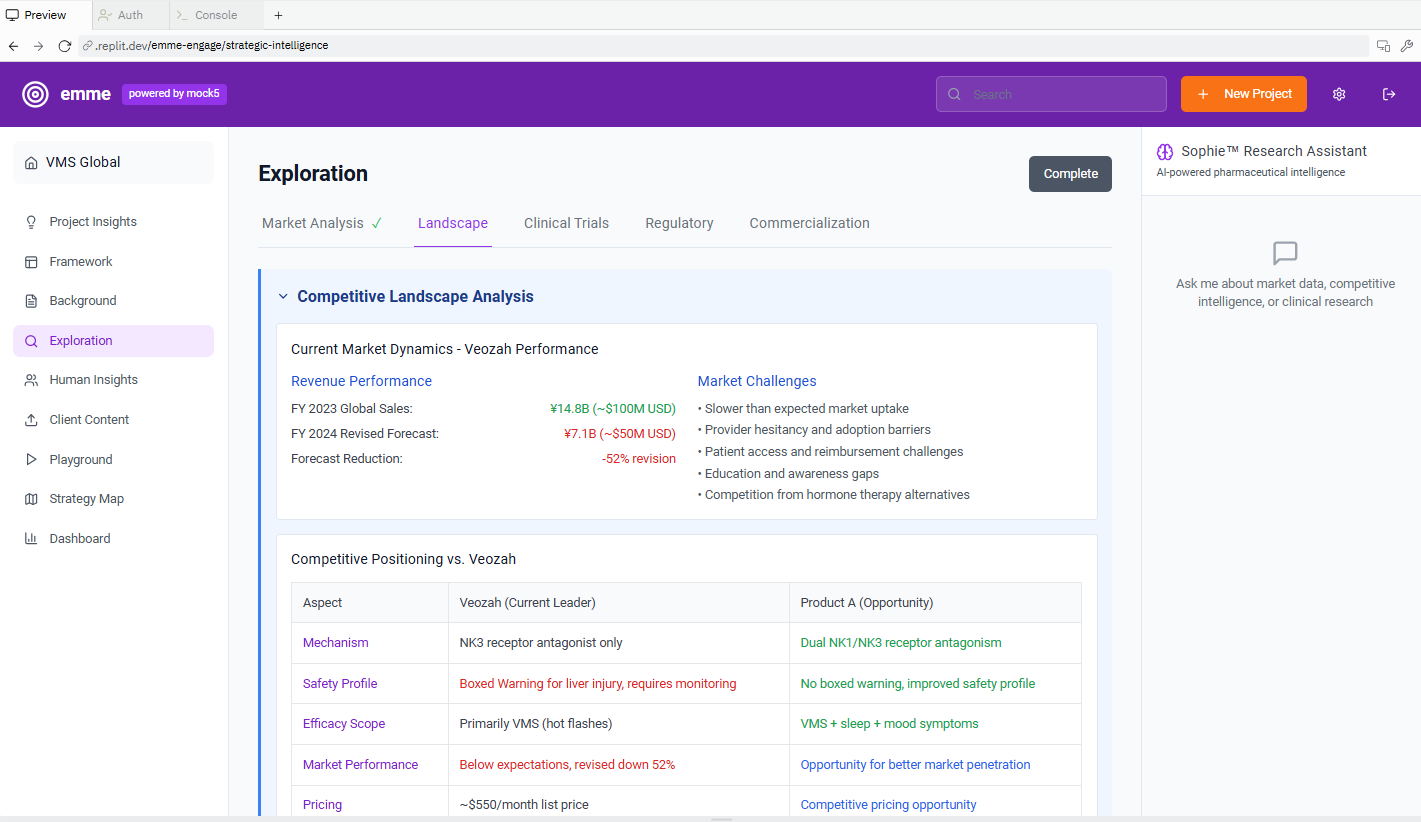 Preview
Auth
Console
.replit.dev/emme-engage/strategic-intelligence
emme
powered by mock5
Search
New Project
VMS Global
Project Insights
Framework
Background
Exploration
Human Insights
Client Content
Playground
Strategy Map
Dashboard
Exploration
Complete
Market Analysis ✓
Landscape
Clinical Trials
Regulatory
Commercialization
Competitive Landscape Analysis
Current Market Dynamics - Veozah Performance
Revenue Performance
FY 2023 Global Sales: ¥14.8B (~$100M USD)
FY 2024 Revised Forecast: ¥7.1B (~$50M USD)
Forecast Reduction: -52% revision
Market Challenges
• Slower than expected market uptake
• Provider hesitancy and adoption barriers
• Patient access and reimbursement challenges
• Education and awareness gaps
• Competition from hormone therapy alternatives
Competitive Positioning vs. Veozah
Aspect Veozah (Current Leader) Product A (Opportunity)
Mechanism NK3 receptor antagonist only Dual NK1/NK3 receptor antagonism
Safety Profile Boxed Warning for liver injury, requires monitoring No boxed warning, improved safety profile
Efficacy Scope Primarily VMS (hot flashes) VMS + sleep + mood symptoms
Market Performance Below expectations, revised down 52% Opportunity for better market penetration
Pricing ~$550/month list price Competitive pricing opportunity
Sophie™ Research Assistant
AI-powered pharmaceutical intelligence
Ask me about market data, competitive
intelligence, or clinical research